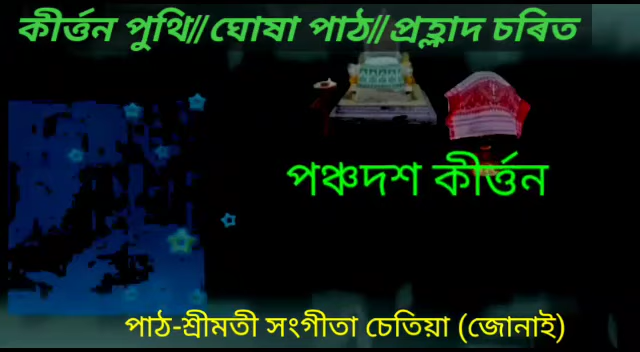 কীৰ্ত্তন পুথি//ঘোষা পাঠ//প্ৰহ্লাদ চৰিত
পঞ্চদশ কীৰ্ত্তন
পাঠ-শ্ৰীমতী সংগীতা চেতিয়া (জোনাই)